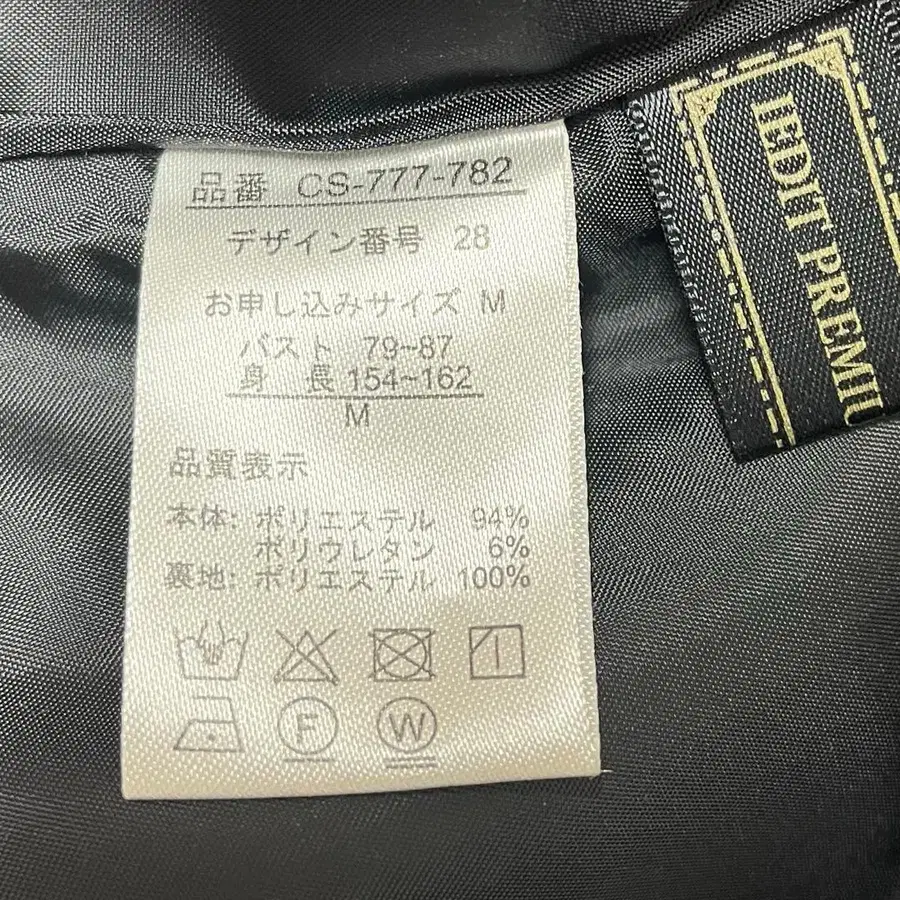 品番 CS-777-782
デザイン番号 28
お申し込みサイズ M
バスト 79~87
身 長 154~162
M
品質表示
本体: ポリエステル 94%
ポリウレタン 6%
裏地: ポリエステル 100%
F W
IEDIT PREMIU